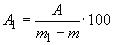 A₁ = A / (m₁ − m) · 100